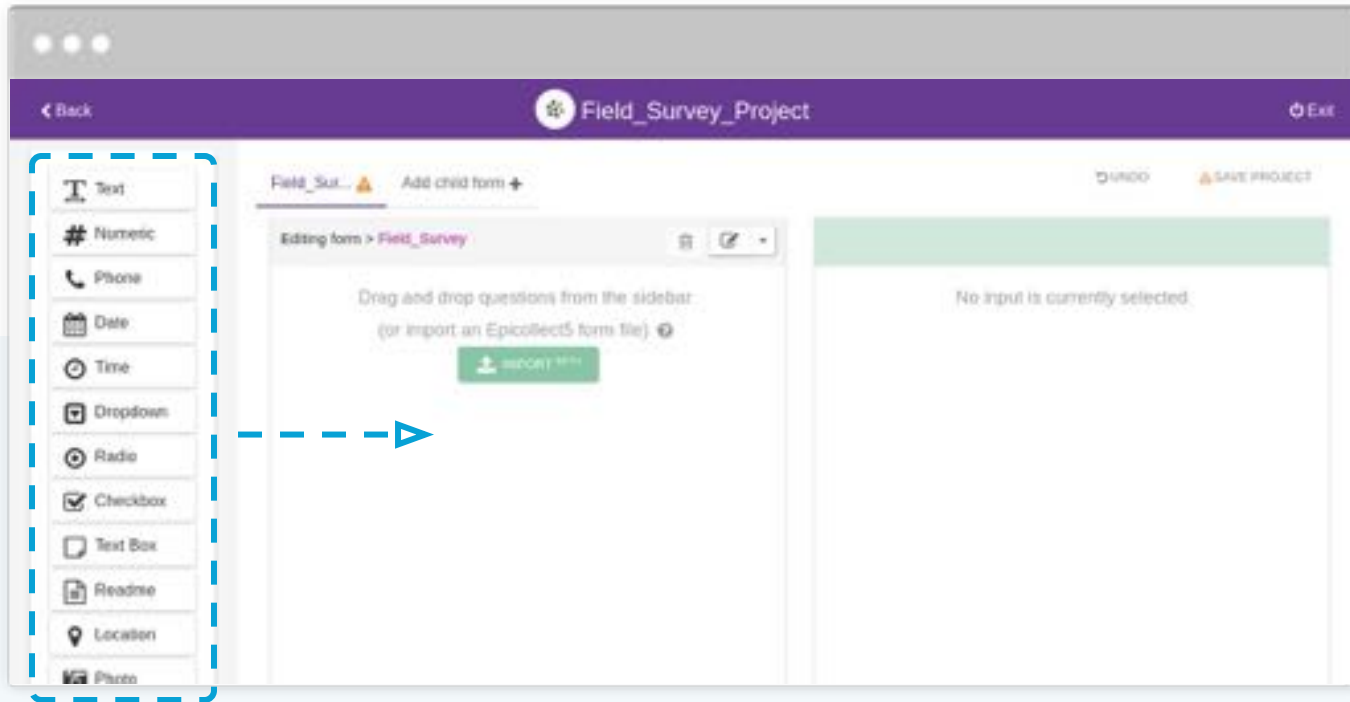 Back
Field_Survey_Project
Exit
Text
Numeric
Phone
Date
Time
Dropdown
Radio
Checkbox
Text Box
Readme
Location
Photo
Field_Sur...
Add child form
UNDO
SAVE PROJECT
Editing form > Field_Survey
Drag and drop questions from the sidebar
(or import an Epicollect5 form file)
IMPORT BETA
No input is currently selected